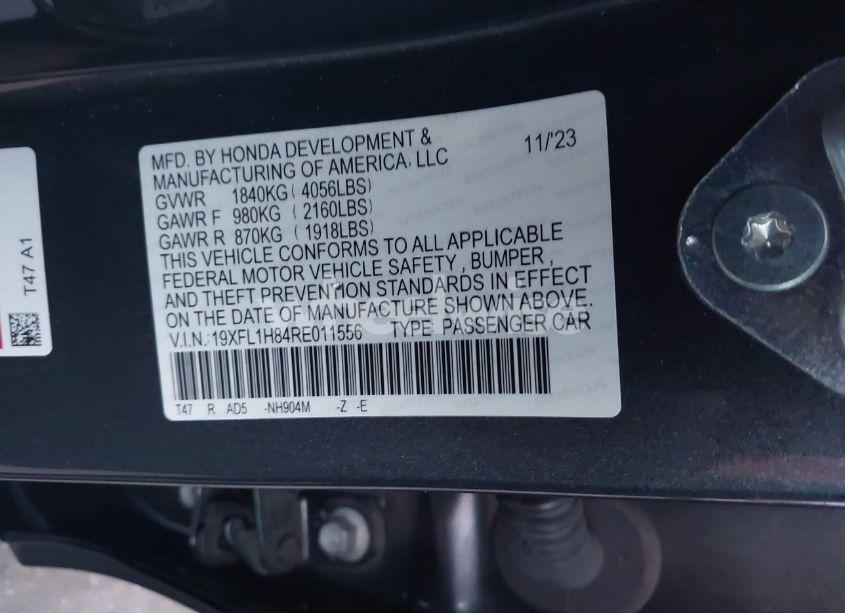 MFD. BY HONDA DEVELOPMENT & 11/'23
MANUFACTURING OF AMERICA, LLC
GVWR 1840KG ( 4056LBS)
GAWR F 980KG ( 2160LBS)
GAWR R 870KG ( 1918LBS)
THIS VEHICLE CONFORMS TO ALL APPLICABLE
FEDERAL MOTOR VEHICLE SAFETY , BUMPER ,
AND THEFT PREVENTION STANDARDS IN EFFECT
ON THE DATE OF MANUFACTURE SHOWN ABOVE.
V.I.N.:19XFL1H84RE011556 TYPE: PASSENGER CAR
T47 R AD5 -NH904M -Z -E
T47 A1